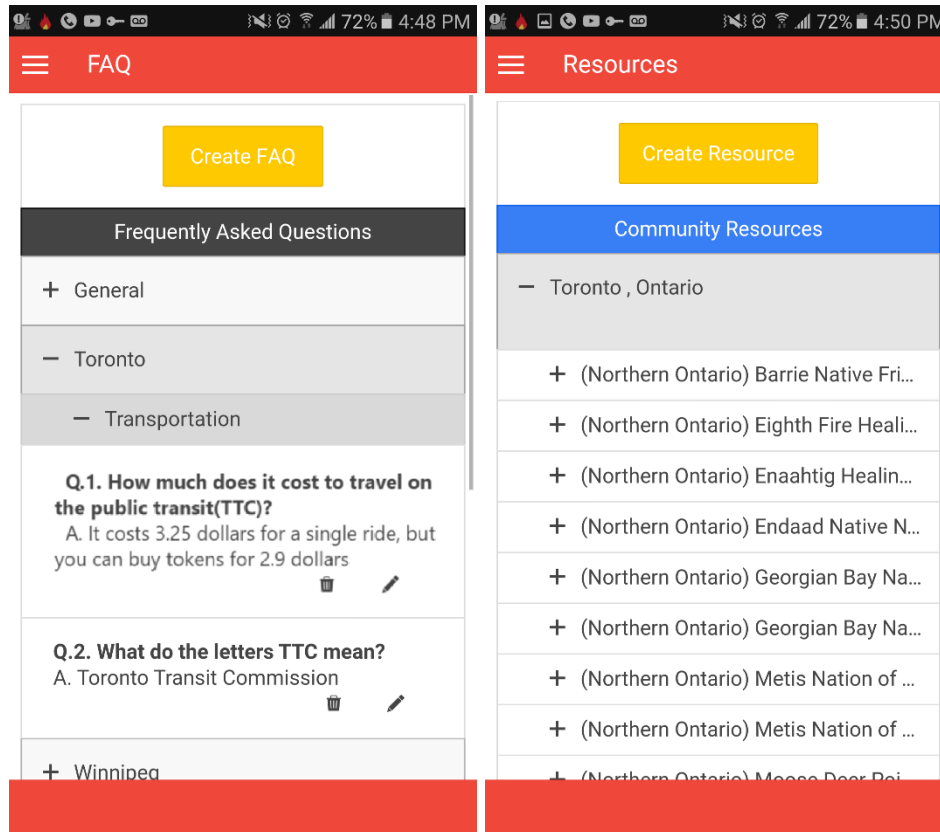 72% 4:48 PM
FAQ
Create FAQ
Frequently Asked Questions
+ General
− Toronto
− Transportation
Q.1. How much does it cost to travel on
the public transit(TTC)?
A. It costs 3.25 dollars for a single ride, but
you can buy tokens for 2.9 dollars
Q.2. What do the letters TTC mean?
A. Toronto Transit Commission
+ Winnipeg
72% 4:50 PM
Resources
Create Resource
Community Resources
− Toronto , Ontario
+ (Northern Ontario) Barrie Native Fri...
+ (Northern Ontario) Eighth Fire Heali...
+ (Northern Ontario) Enaahtig Healin...
+ (Northern Ontario) Endaad Native N...
+ (Northern Ontario) Georgian Bay Na...
+ (Northern Ontario) Georgian Bay Na...
+ (Northern Ontario) Metis Nation of ...
+ (Northern Ontario) Metis Nation of ...
+ (Northern Ontario) Moose Deer Poi...